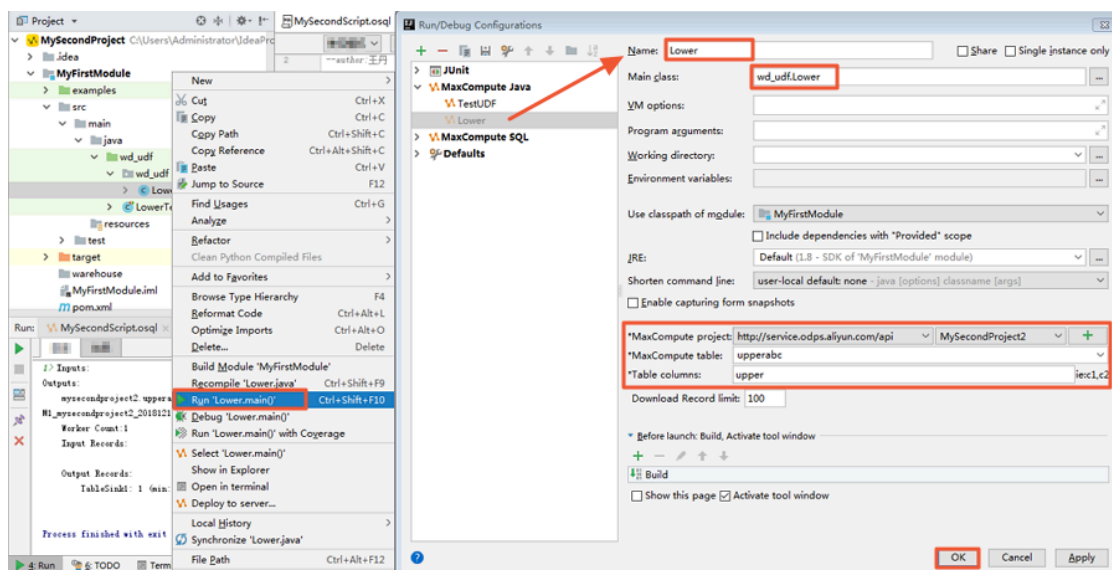 Project
MySecondScript.osql
MySecondProject C:\Users\Administrator\IdeaPro
.idea
MyFirstModule
examples
src
main
java
wd_udf
wd_udf
Low
LowerTe
resources
test
target
warehouse
MyFirstModule.iml
pom.xml
2 --author:王丹
New
Cut Ctrl+X
Copy Ctrl+C
Copy Path Ctrl+Shift+C
Copy Reference Ctrl+Alt+Shift+C
Paste Ctrl+V
Jump to Source F12
Find Usages Ctrl+G
Analyze
Refactor
Clean Python Compiled Files
Add to Favorites
Browse Type Hierarchy F4
Reformat Code Ctrl+Alt+L
Optimize Imports Ctrl+Alt+O
Delete... Delete
Build Module 'MyFirstModule'
Recompile 'Lower.java' Ctrl+Shift+F9
Run 'Lower.main()' Ctrl+Shift+F10
Debug 'Lower.main()'
Run 'Lower.main()' with Coverage
Select 'Lower.main()'
Show in Explorer
Open in terminal
Deploy to server...
Local History
Synchronize 'Lower.java'
File Path Ctrl+Alt+F12
Run: MySecondScript.osql
Inputs:
Outputs:
mysecondproject2.uppera
M1_mysecondproject2_2018121
Worker Count:1
Input Records:
Output Records:
TableSink1: 1 (min:
Process finished with exit
4: Run 6: TODO Term
Run/Debug Configurations
JUnit
MaxCompute Java
TestUDF
Lower
MaxCompute SQL
Defaults
Name: Lower Share Single instance only
Main class: wd_udf.Lower ...
VM options:
Program arguments:
Working directory: ...
Environment variables: ...
Use classpath of module: MyFirstModule
Include dependencies with "Provided" scope
JRE: Default (1.8 - SDK of 'MyFirstModule' module) ...
Shorten command line: user-local default: none - java [options] classname [args]
Enable capturing form snapshots
*MaxCompute project: http://service.odps.aliyun.com/api MySecondProject2 +
*MaxCompute table: upperabc
*Table columns: upper ie:c1,c2
Download Record limit: 100
Before launch: Build, Activate tool window
Build
Show this page Activate tool window
OK Cancel Apply